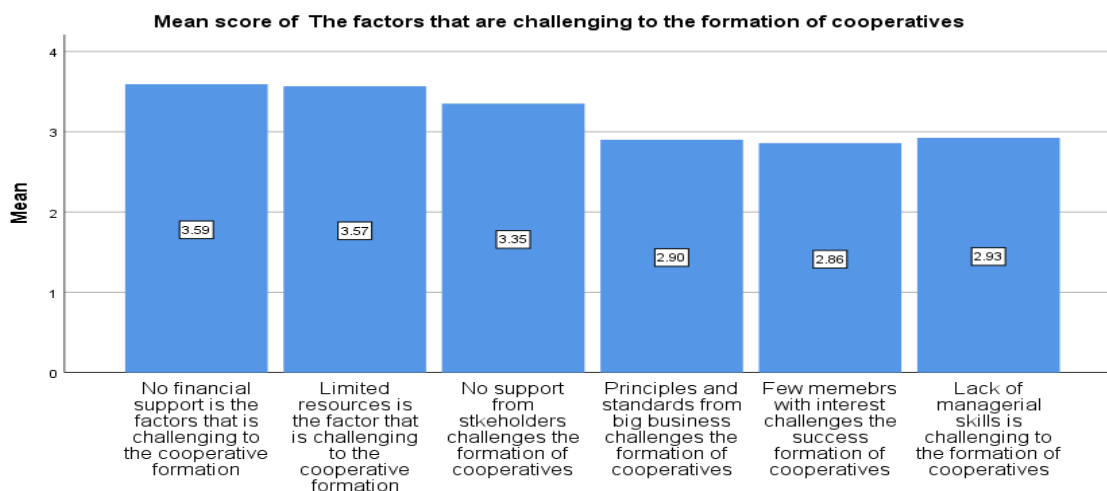 Mean score of  The factors that are challenging to the formation of cooperatives
Mean
4
3
2
1
0
3.59
3.57
3.35
2.90
2.86
2.93
No financial
support is the
factors that is
challenging to
the cooperative
formation
Limited
resources is
the factor that
is challenging
to the
cooperative
formation
No support
from
stkeholders
challenges the
formation of
cooperatives
Principles and
standards from
big business
challenges the
formation of
cooperatives
Few memebrs
with interest
challenges the
success
formation of
cooperatives
Lack of
managerial
skills is
challenging to
the formation of
cooperatives